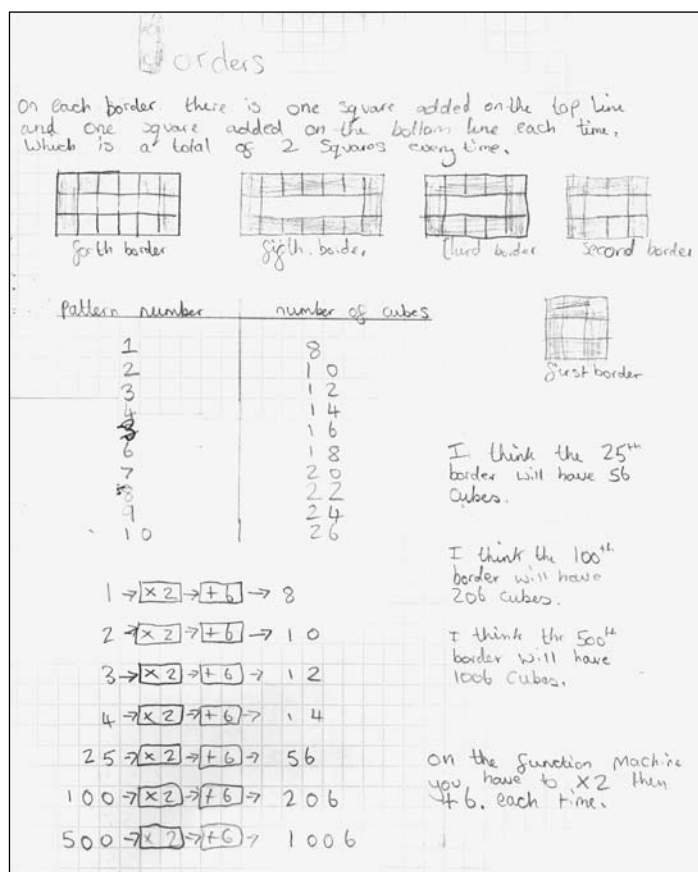 Borders
On each border there is one square added on the top line
and one square added on the bottom line each time.
Which is a total of 2 squares every time.
forth border
fifth border
third border
second border
first border
pattern number number of cubes
1 8
2 10
3 12
4 14
5 16
6 18
7 20
8 22
9 24
10 26
I think the 25th
border will have 56
cubes.
I think the 100th
border will have
206 cubes.
I think the 500th
border will have
1006 cubes.
1 → x2 → +6 → 8
2 → x2 → +6 → 10
3 → x2 → +6 → 12
4 → x2 → +6 → 14
25 → x2 → +6 → 56
100 → x2 → +6 → 206
500 → x2 → +6 → 1006
on the function machine
you have to x2 then
+6. each time.